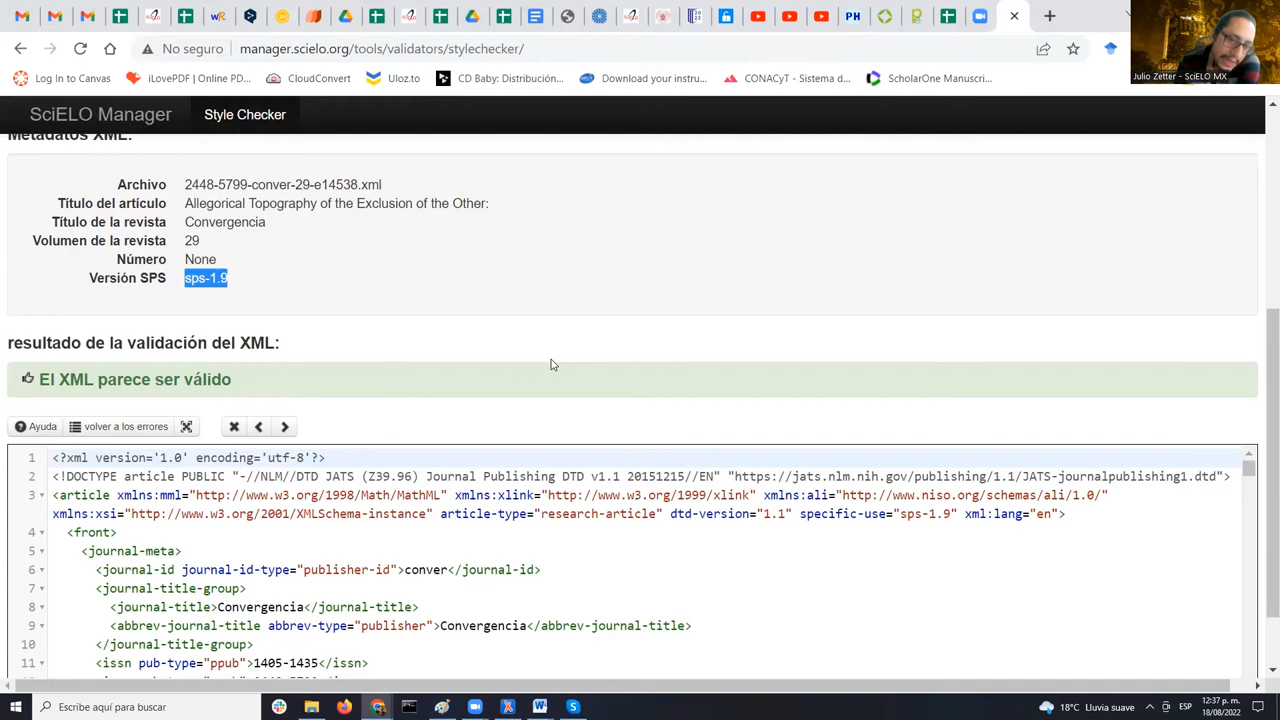 PH
No seguro
manager.scielo.org/tools/validators/stylechecker/
Log In to Canvas
iLovePDF | Online PD...
CloudConvert
Uloz.to
CD Baby: Distribución...
Download your instru...
CONACyT - Sistema d...
ScholarOne Manuscri...
Julio Zetter - SciELO MX
SciELO Manager
Style Checker
Metadatos XML:
Archivo 2448-5799-conver-29-e14538.xml
Título del artículo Allegorical Topography of the Exclusion of the Other:
Título de la revista Convergencia
Volumen de la revista 29
Número None
Versión SPS sps-1.9
resultado de la validación del XML:
El XML parece ser válido
Ayuda volver a los errores
1 <?xml version='1.0' encoding='utf-8'?>
2 <!DOCTYPE article PUBLIC "-//NLM//DTD JATS (Z39.96) Journal Publishing DTD v1.1 20151215//EN" "https://jats.nlm.nih.gov/publishing/1.1/JATS-journalpublishing1.dtd">
3 <article xmlns:mml="http://www.w3.org/1998/Math/MathML" xmlns:xlink="http://www.w3.org/1999/xlink" xmlns:ali="http://www.niso.org/schemas/ali/1.0/"
xmlns:xsi="http://www.w3.org/2001/XMLSchema-instance" article-type="research-article" dtd-version="1.1" specific-use="sps-1.9" xml:lang="en">
4 <front>
5 <journal-meta>
6 <journal-id journal-id-type="publisher-id">conver</journal-id>
7 <journal-title-group>
8 <journal-title>Convergencia</journal-title>
9 <abbrev-journal-title abbrev-type="publisher">Convergencia</abbrev-journal-title>
10 </journal-title-group>
11 <issn pub-type="ppub">1405-1435</issn>
Escribe aquí para buscar
18°C Lluvia suave
ESP
12:37 p. m.
18/08/2022